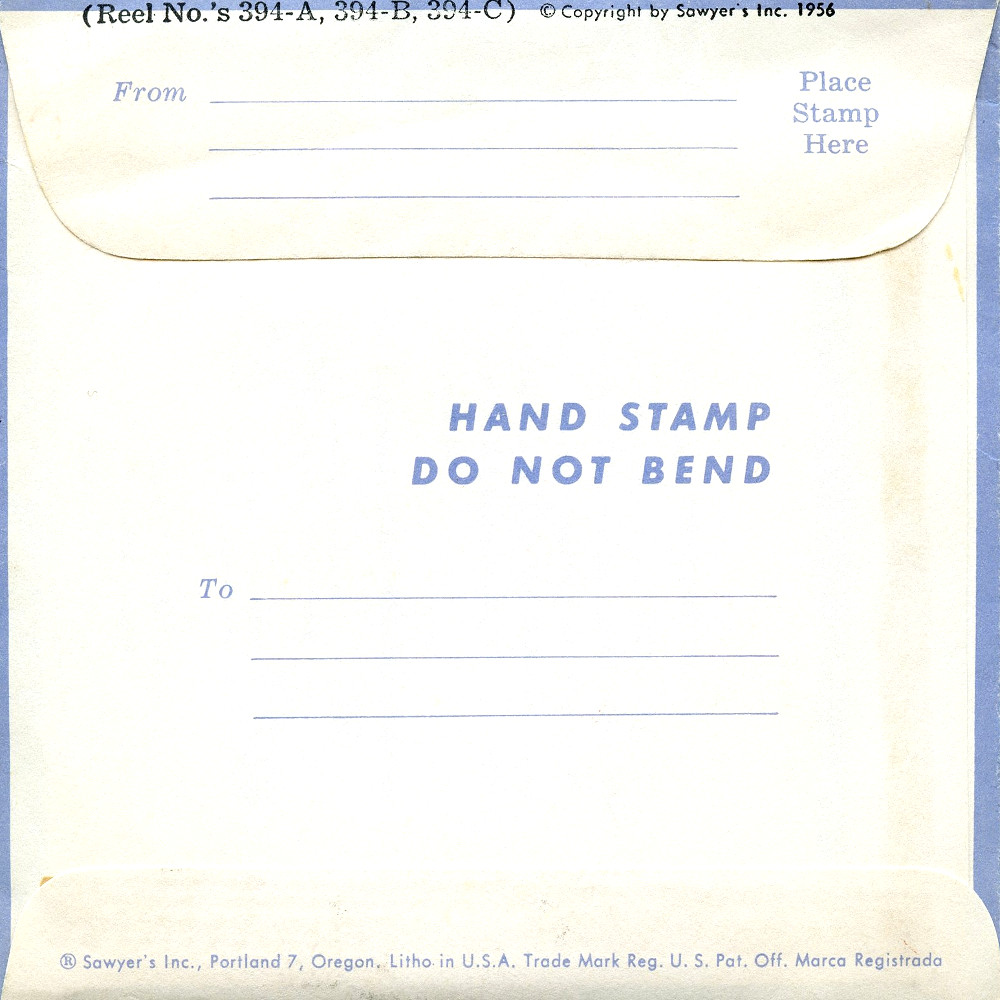 (Reel No.'s 394-A, 394-B, 394-C) © Copyright by Sawyer's Inc. 1956
From
Place
Stamp
Here
HAND STAMP
DO NOT BEND
To
® Sawyer's Inc., Portland 7, Oregon. Litho in U.S.A. Trade Mark Reg. U. S. Pat. Off. Marca Registrada